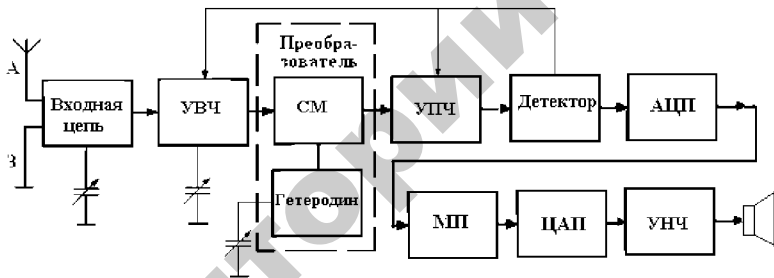 А
Преобра-
зователь
Входная
цепь
УВЧ
СМ
УПЧ
Детектор
АЦП
З
Гетеродин
МП
ЦАП
УНЧ